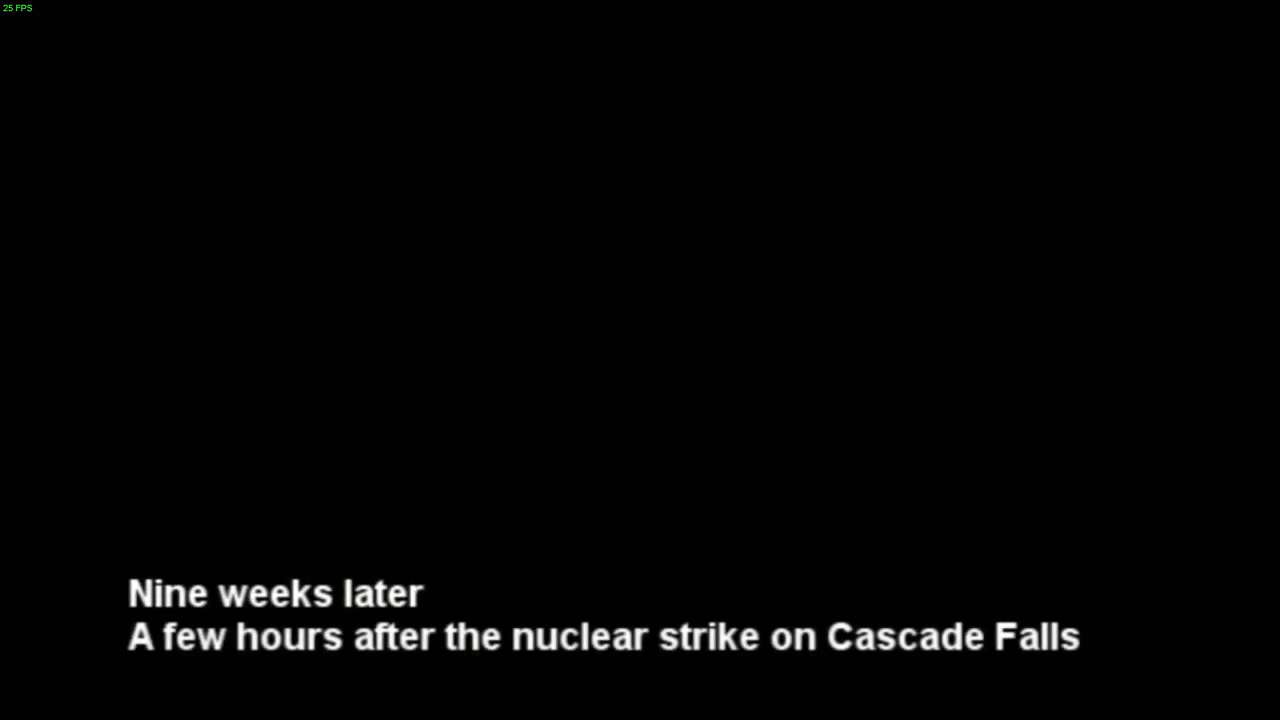 25 FPS
Nine weeks later
A few hours after the nuclear strike on Cascade Falls